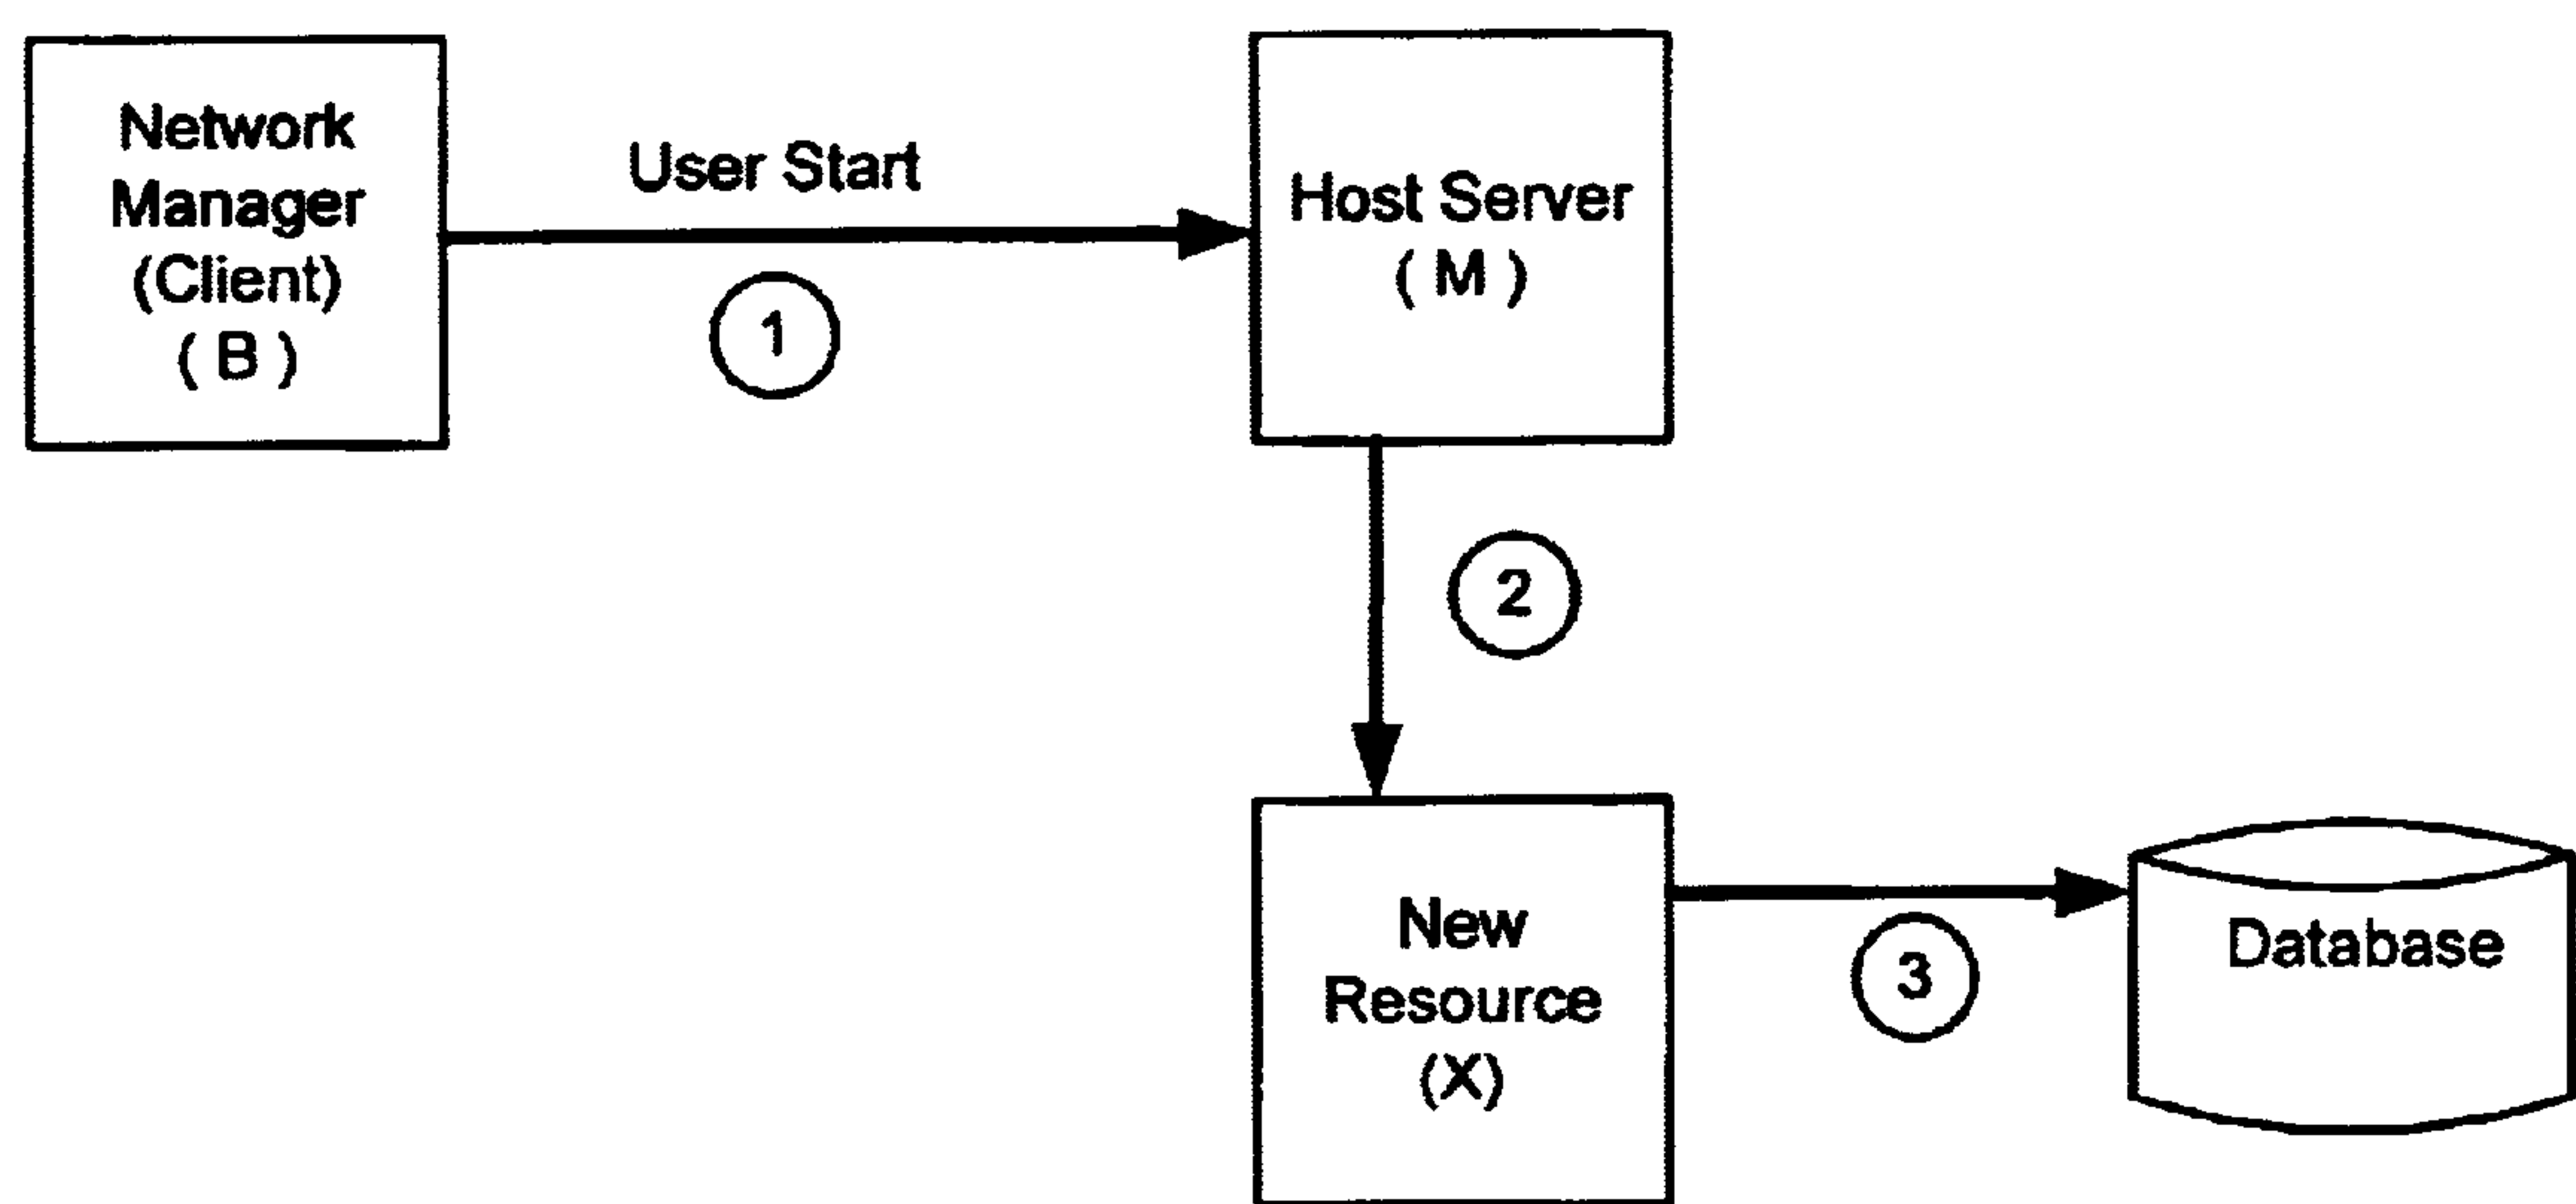 Network
Manager
(Client)
( B )
User Start
1
Host Server
( M )
2
New
Resource
(X)
3
Database